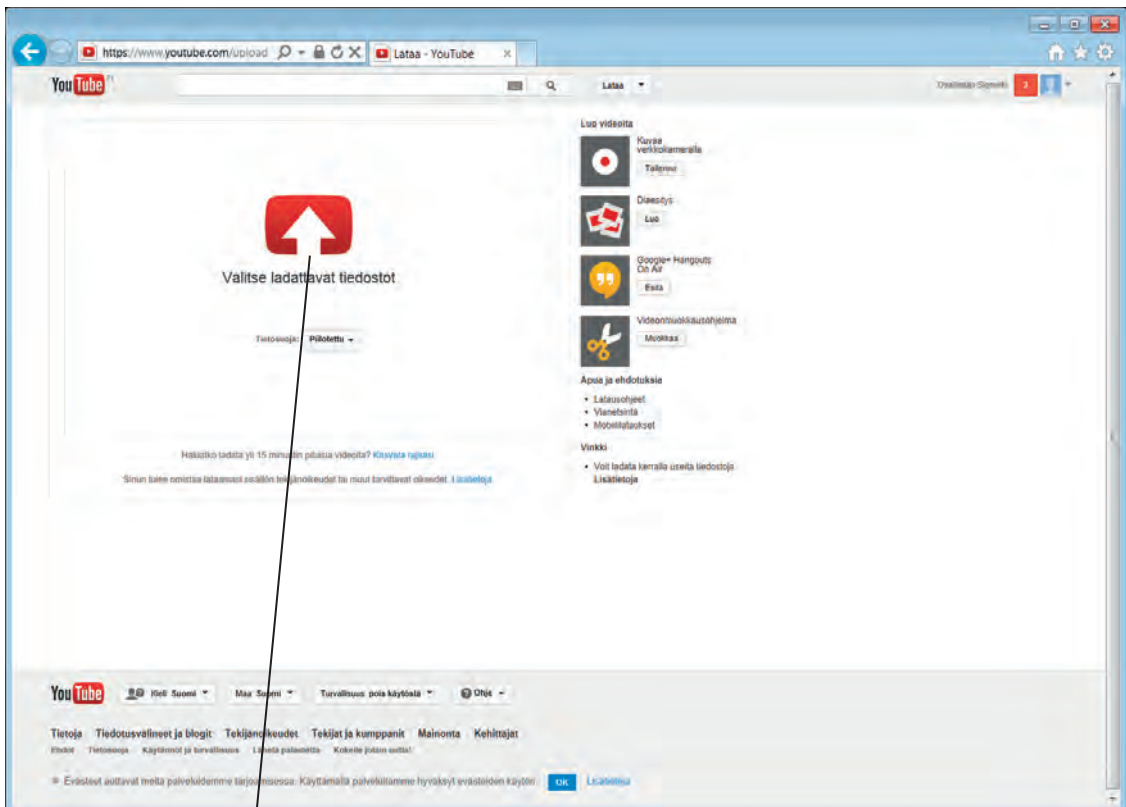 https://www.youtube.com/upload
Lataa - YouTube
YouTube FI
Lataa
3
Luo videoita
Kuvaa
verkkokameralla
Tallenna
Diaesitys
Luo
Google+ Hangouts
On Air
Esitä
Videonmuokkausohjelma
Muokkaa
Valitse ladattavat tiedostot
Tietosuoja: Piilotettu
Apua ja ehdotuksia
• Latausohjeet
• Vianetsintä
• Mobiililataukset
Haluatko ladata yli 15 minuutin pituisia videoita? Kasvata rajaasi
Vinkki
• Voit ladata kerralla useita tiedostoja
Lisätietoja
Sinun tulee omistaa lataamasi sisällön tekijänoikeudet tai muut tarvittavat oikeudet. Lisätietoja
YouTube
Kieli: Suomi
Maa: Suomi
Turvallisuus: pois käytöstä
Ohje
Tietoja Tiedotusvälineet ja blogit Tekijänoikeudet Tekijät ja kumppanit Mainonta Kehittäjät
Ehdot Tietosuoja Käytännöt ja turvallisuus Lähetä palautetta Kokeile jotain uutta!
Evästeet auttavat meitä palveluidemme tarjoamisessa. Käyttämällä palveluitamme hyväksyt evästeiden käytön. OK Lisätietoja